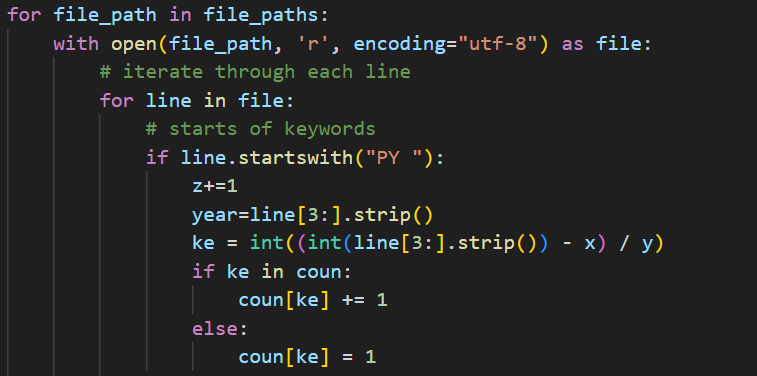 for file_path in file_paths:
    with open(file_path, 'r', encoding="utf-8") as file:
        # iterate through each line
        for line in file:
            # starts of keywords
            if line.startswith("PY "):
                z+=1
                year=line[3:].strip()
                ke = int((int(line[3:].strip()) - x) / y)
                if ke in coun:
                    coun[ke] += 1
                else:
                    coun[ke] = 1